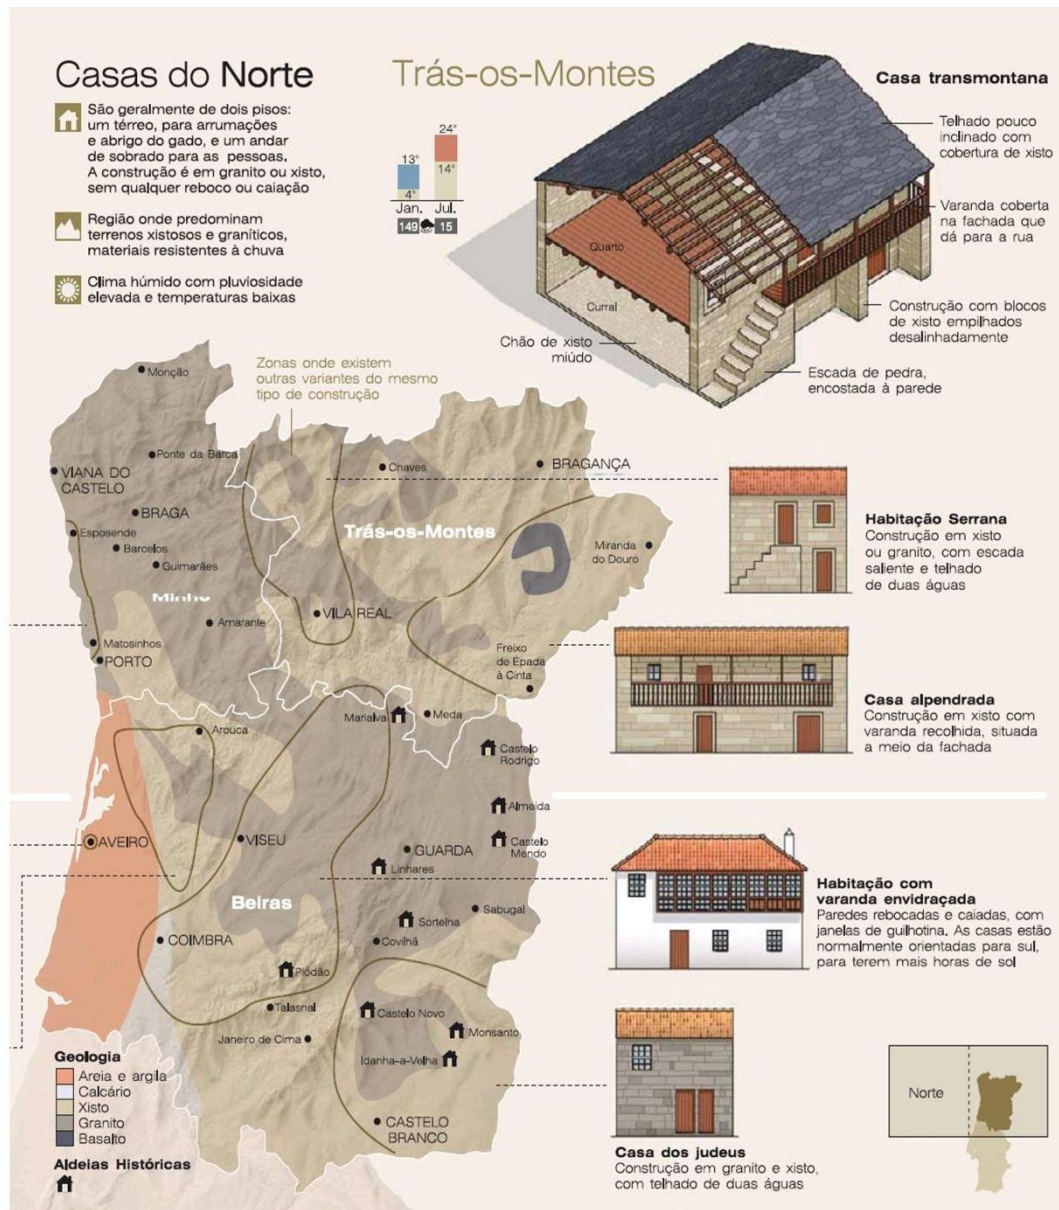 Casas do Norte
São geralmente de dois pisos:
um térreo, para arrumações
e abrigo do gado, e um andar
de sobrado para as pessoas.
A construção é em granito ou xisto,
sem qualquer reboco ou caiação
Região onde predominam
terrenos xistosos e graníticos,
materiais resistentes à chuva
Clima húmido com pluviosidade
elevada e temperaturas baixas
Trás-os-Montes
24°
13°
14°
4°
Jan. Jul.
149 15
Casa transmontana
Telhado pouco
inclinado com
cobertura de xisto
Varanda coberta
na fachada que
dá para a rua
Quarto
Curral
Construção com blocos
de xisto empilhados
desalinhadamente
Chão de xisto
miúdo
Escada de pedra,
encostada à parede
Zonas onde existem
outras variantes do mesmo
tipo de construção
Monção
Ponte da Barca
VIANA DO
CASTELO
BRAGA
Esposende
Barcelos
Guimarães
Minho
Amarante
Matosinhos
PORTO
Chaves
BRAGANÇA
Trás-os-Montes
Miranda
do Douro
VILA REAL
Freixo
de Epada
à Cinta
Habitação Serrana
Construção em xisto
ou granito, com escada
saliente e telhado
de duas águas
Casa alpendrada
Construção em xisto com
varanda recolhida, situada
a meio da fachada
Marialva
Meda
Arouca
Castelo
Rodrigo
Almeida
AVEIRO
VISEU
GUARDA
Castelo
Mendo
Linhares
Beiras
Sortelha
Sabugal
COIMBRA
Covilhã
Piódão
Talasnal
Castelo Novo
Janeiro de Cima
Monsanto
Idanha-a-Velha
CASTELO
BRANCO
Habitação com
varanda envidraçada
Paredes rebocadas e caiadas, com
janelas de guilhotina. As casas estão
normalmente orientadas para sul,
para terem mais horas de sol
Casa dos judeus
Construção em granito e xisto,
com telhado de duas águas
Geologia
Areia e argila
Calcário
Xisto
Granito
Basalto
Aldeias Históricas
Norte